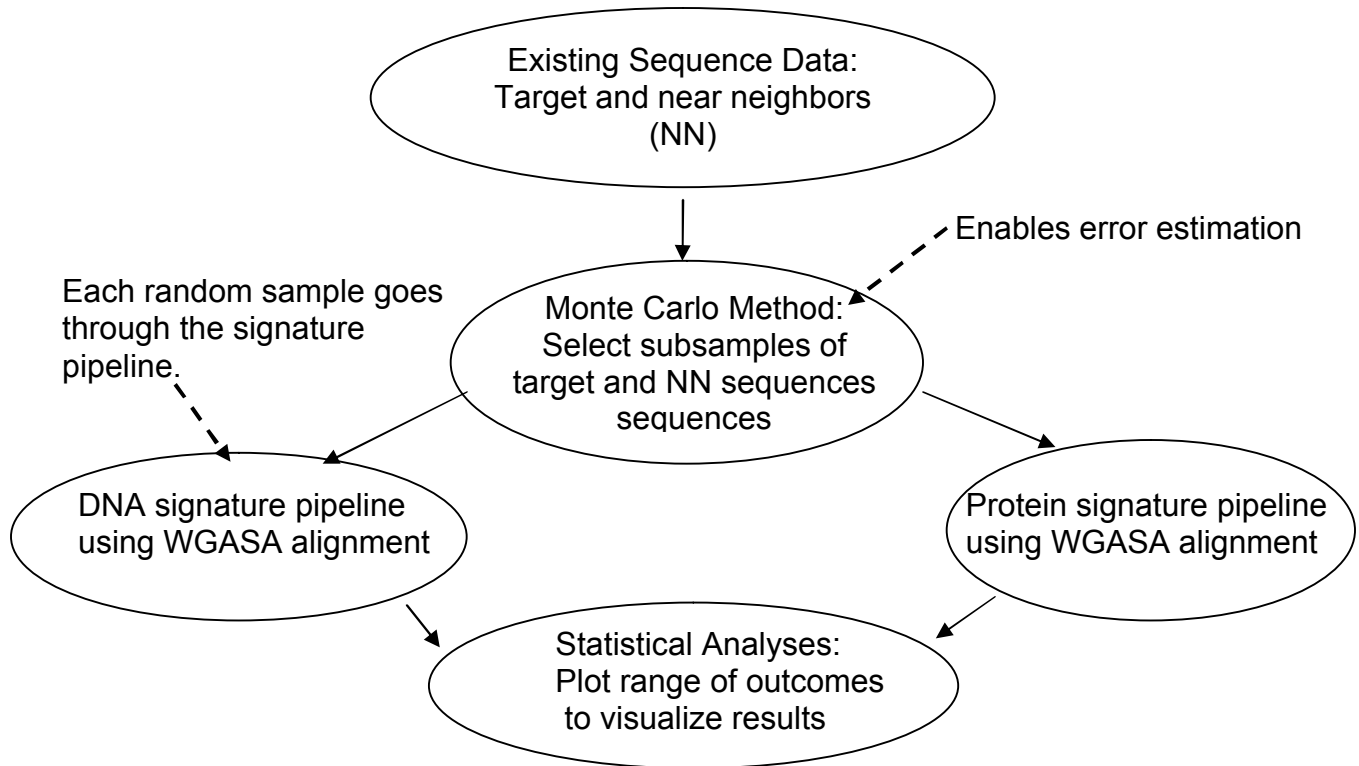 Existing Sequence Data:
Target and near neighbors
(NN)
Enables error estimation
Each random sample goes
through the signature
pipeline.
Monte Carlo Method:
Select subsamples of
target and NN sequences
sequences
DNA signature pipeline
using WGASA alignment
Protein signature pipeline
using WGASA alignment
Statistical Analyses:
Plot range of outcomes
to visualize results